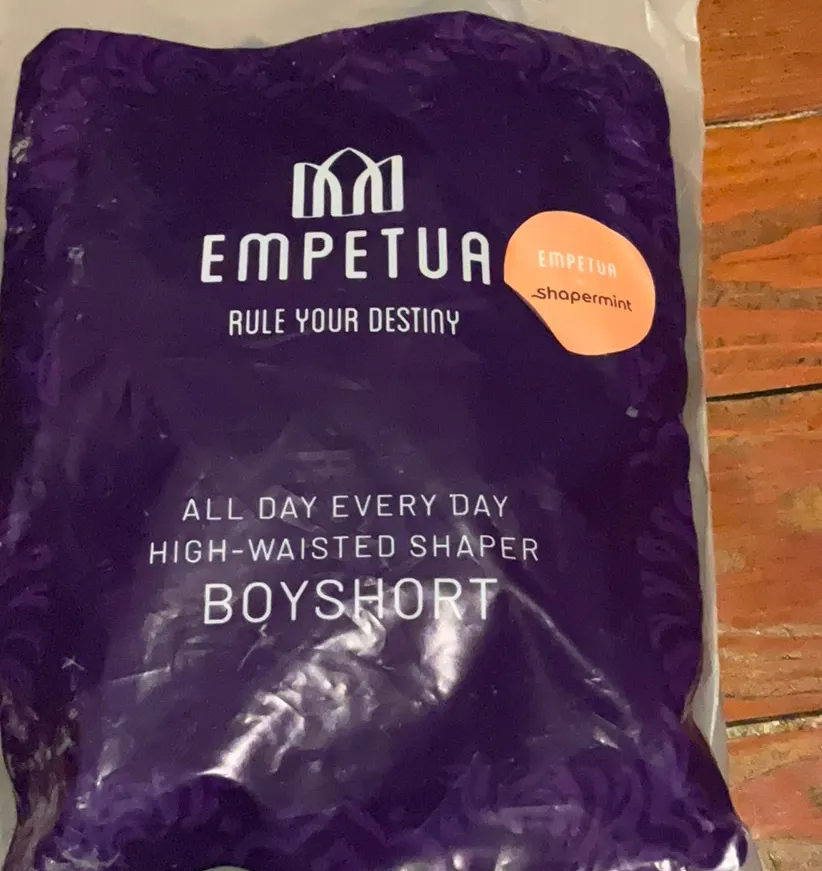 EMPETUA
RULE YOUR DESTINY
EMPETUA
shapermint
ALL DAY EVERY DAY
HIGH-WAISTED SHAPER
BOYSHORT